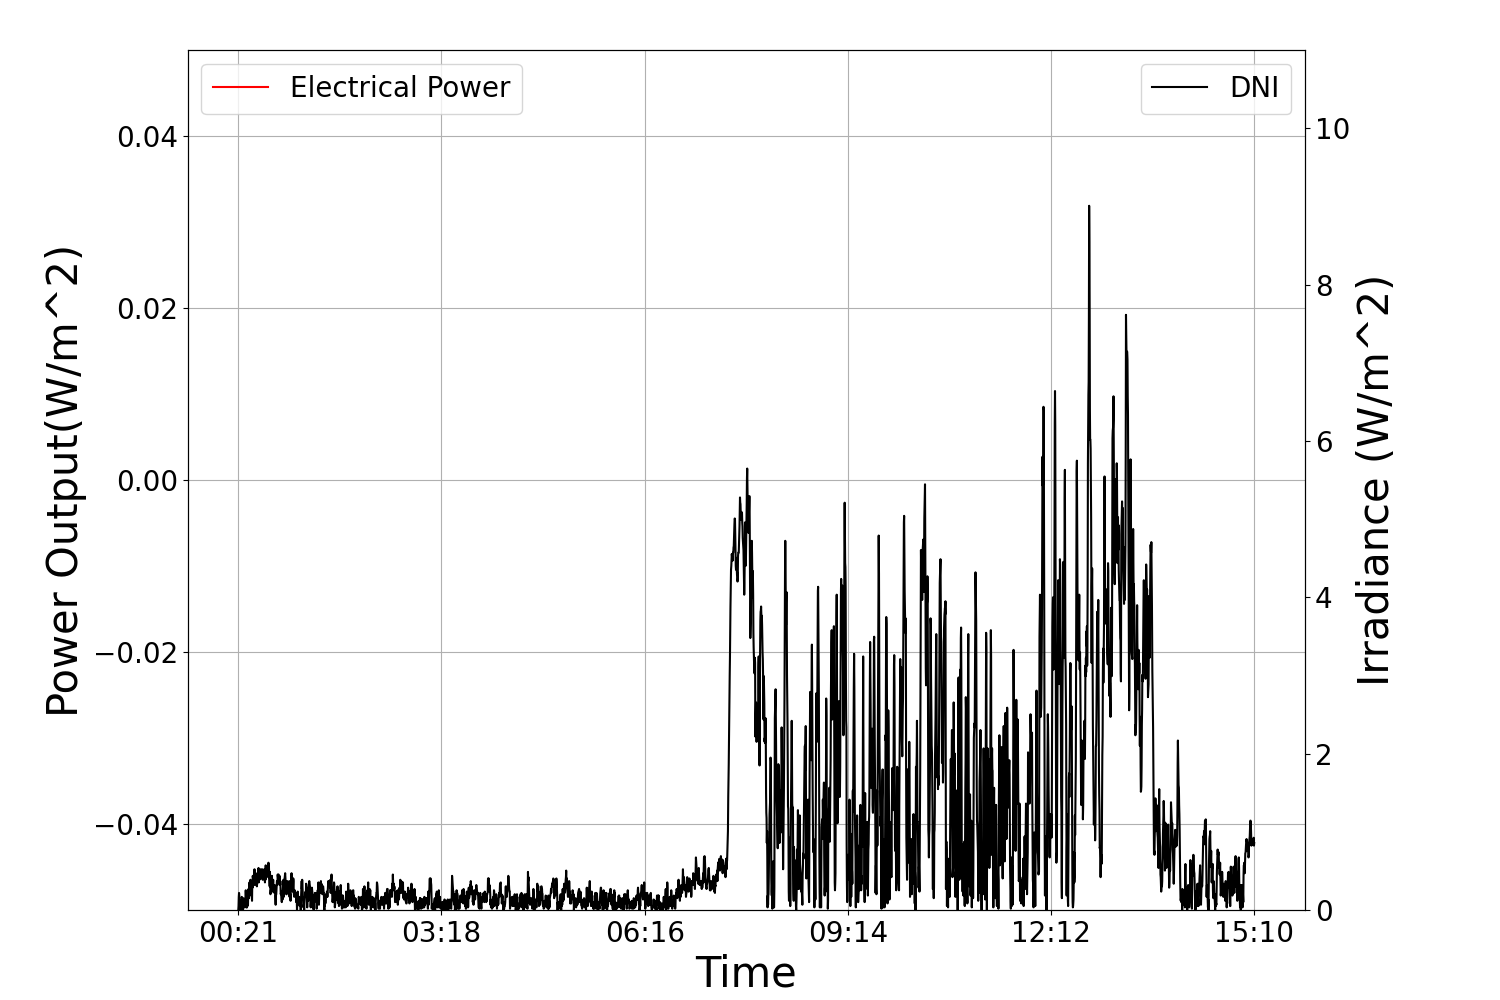 Electrical Power
DNI
0.04
0.02
0.00
−0.02
−0.04
Power Output(W/m^2)
10
8
6
4
2
0
Irradiance (W/m^2)
00:21 03:18 06:16 09:14 12:12 15:10
Time